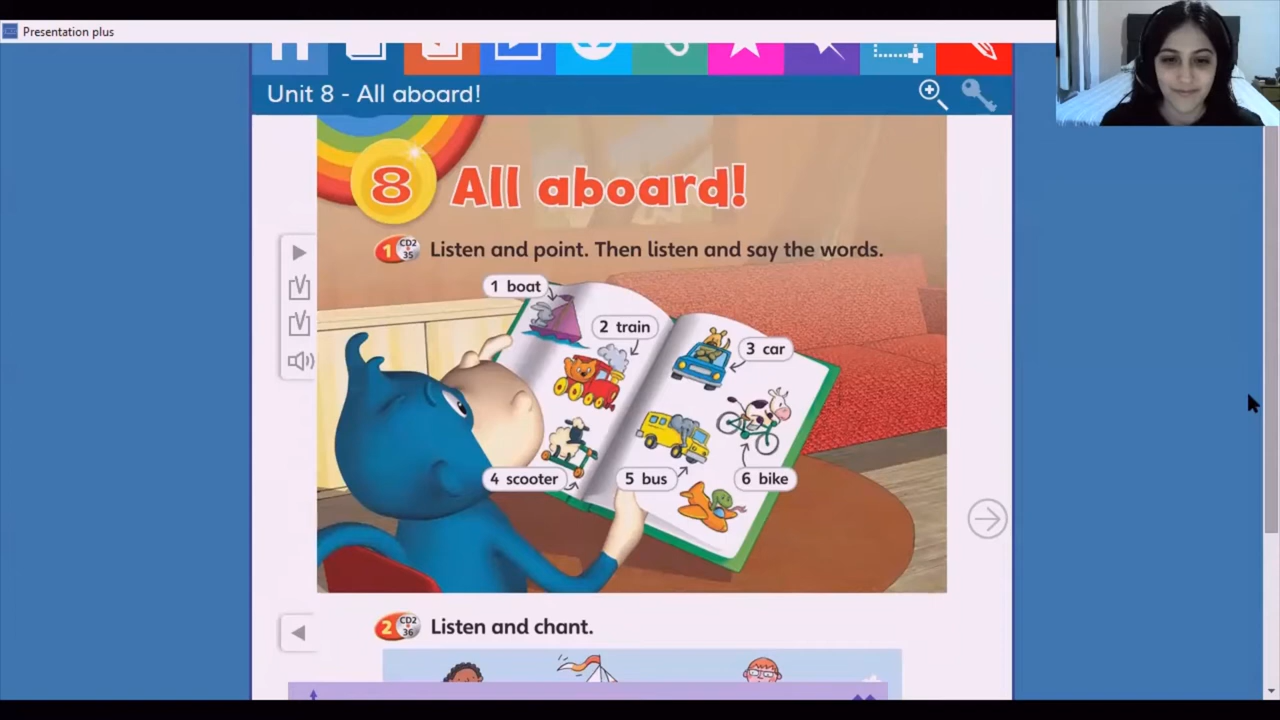 Presentation plus
Unit 8 - All aboard!
8 All aboard!
1 CD2 35 Listen and point. Then listen and say the words.
1 boat
2 train
3 car
4 scooter
5 bus
6 bike
2 CD2 36 Listen and chant.